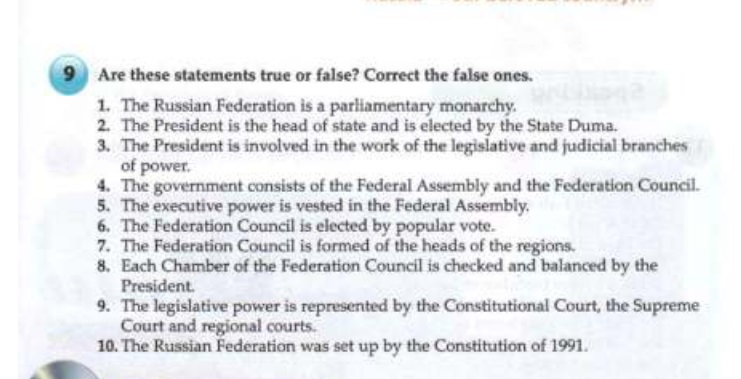 9 Are these statements true or false? Correct the false ones.
1. The Russian Federation is a parliamentary monarchy.
2. The President is the head of state and is elected by the State Duma.
3. The President is involved in the work of the legislative and judicial branches
of power.
4. The government consists of the Federal Assembly and the Federation Council.
5. The executive power is vested in the Federal Assembly.
6. The Federation Council is elected by popular vote.
7. The Federation Council is formed of the heads of the regions.
8. Each Chamber of the Federation Council is checked and balanced by the
President.
9. The legislative power is represented by the Constitutional Court, the Supreme
Court and regional courts.
10. The Russian Federation was set up by the Constitution of 1991.